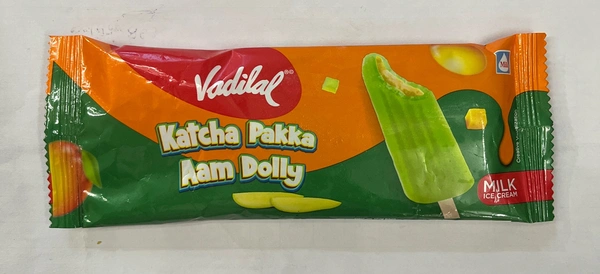 Vadilal
Katcha Pakka
Aam Dolly
MILK
ICE CREAM